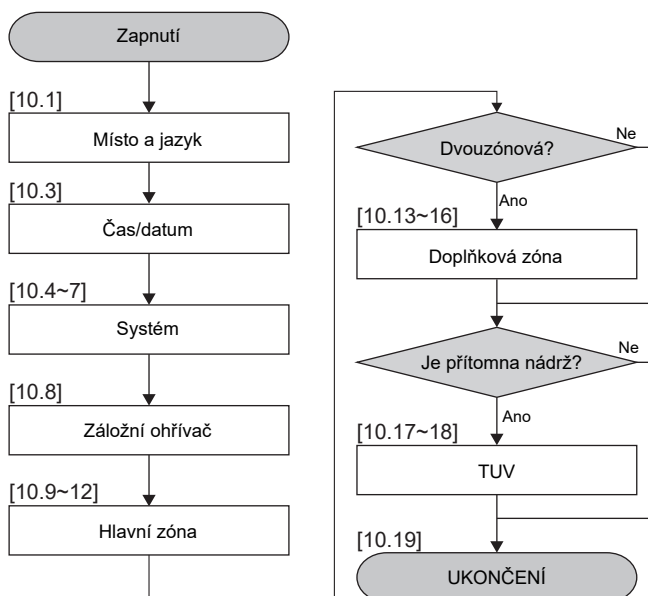 Zapnutí
[10.1]
Místo a jazyk
[10.3]
Čas/datum
[10.4~7]
Systém
[10.8]
Záložní ohřívač
[10.9~12]
Hlavní zóna
Dvouzónová?
Ne
Ano
[10.13~16]
Doplňková zóna
Je přítomna nádrž?
Ne
Ano
[10.17~18]
TUV
[10.19]
UKONČENÍ